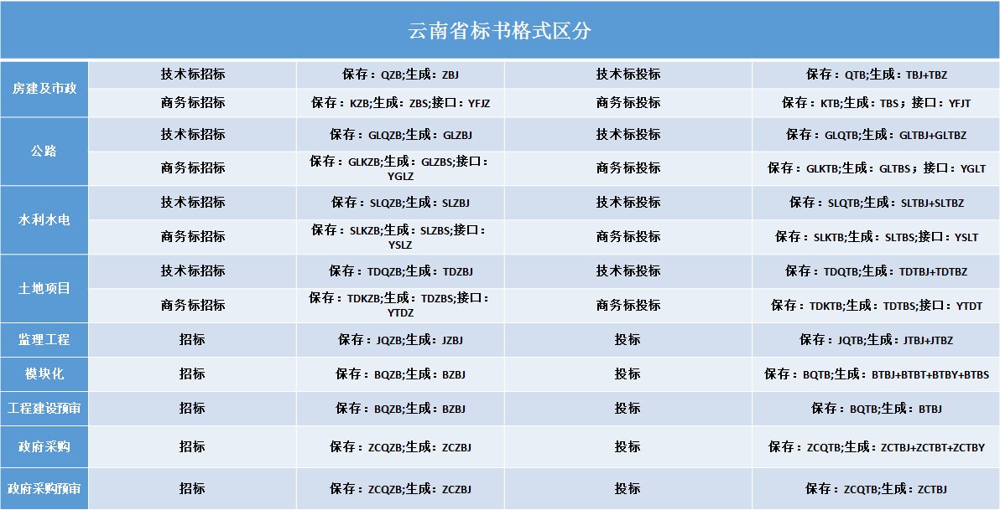 云南省标书格式区分
房建及市政
技术标招标
保存：QZB;生成：ZBJ
技术标投标
保存：QTB;生成：TBJ+TBZ
商务标招标
保存：KZB;生成：ZBS;接口：YFJZ
商务标投标
保存：KTB;生成：TBS；接口：YFJT
公路
技术标招标
保存：GLQZB;生成：GLZBJ
技术标投标
保存：GLQTB;生成：GLTBJ+GLTBZ
商务标招标
保存：GLKZB;生成：GLZBS;接口：
YGLZ
商务标投标
保存：GLKTB;生成：GLTBS；接口：YGLT
水利水电
技术标招标
保存：SLQZB;生成：SLZBJ
技术标投标
保存：SLQTB;生成：SLTBJ+SLTBZ
商务标招标
保存：SLKZB;生成：SLZBS;接口：
YSLZ
商务标投标
保存：SLKTB;生成：SLTBS;接口：YSLT
土地项目
技术标招标
保存：TDQZB;生成：TDZBJ
技术标投标
保存：TDQTB;生成：TDTBJ+TDTBZ
商务标招标
保存：TDKZB;生成：TDZBS;接口：
YTDZ
商务标投标
保存：TDKTB;生成：TDTBS;接口：YTDT
监理工程
招标
保存：JQZB;生成：JZBJ
投标
保存：JQTB;生成：JTBJ+JTBZ
模块化
招标
保存：BQZB;生成：BZBJ
投标
保存：BQTB;生成：BTBJ+BTBT+BTBY+BTBS
工程建设预审
招标
保存：BQZB;生成：BZBJ
投标
保存：BQTB;生成：BTBJ
政府采购
招标
保存：ZCQZB;生成：ZCZBJ
投标
保存：ZCQTB;生成：ZCTBJ+ZCTBT+ZCTBY
政府采购预审
招标
保存：ZCQZB;生成：ZCZBJ
投标
保存：ZCQTB;生成：ZCTBJ